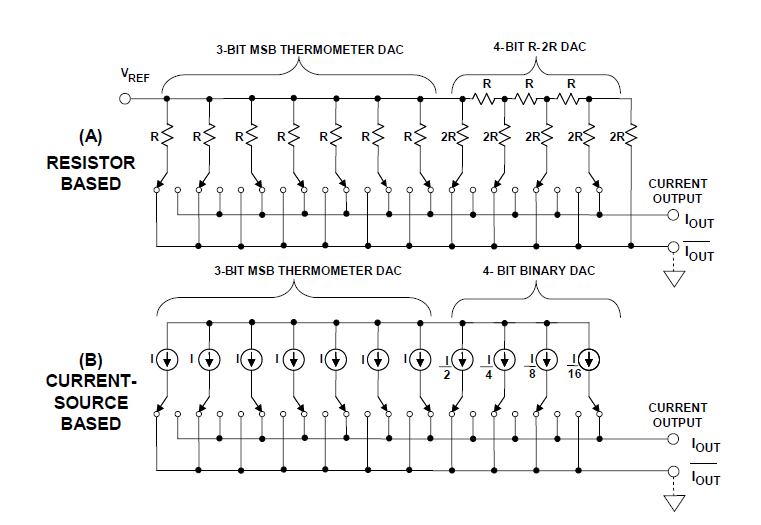 3-BIT MSB THERMOMETER DAC
4-BIT R-2R DAC
VREF
R R R
R R R R R R R 2R 2R 2R 2R 2R
(A)
RESISTOR
BASED
CURRENT
OUTPUT
IOUT
IOUT
3-BIT MSB THERMOMETER DAC
4- BIT BINARY DAC
I I I I I I I I/2 I/4 I/8 I/16
(B)
CURRENT-
SOURCE
BASED
CURRENT
OUTPUT
IOUT
IOUT